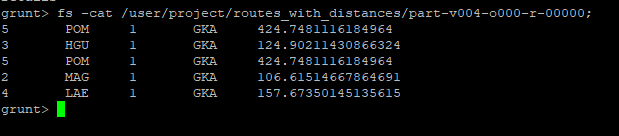 grunt> fs -cat /user/project/routes_with_distances/part-v004-o000-r-00000;
5 POM 1 GKA 424.7481116184964
3 HGU 1 GKA 124.90211430866324
5 POM 1 GKA 424.7481116184964
2 MAG 1 GKA 106.61514667864691
4 LAE 1 GKA 157.67350145135615
grunt>